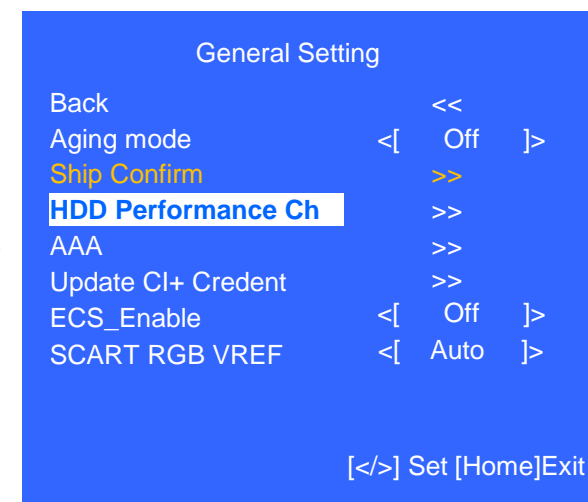 General Setting
Back <<
Aging mode <[ Off ]>
Ship Confirm >>
HDD Performance Ch >>
AAA >>
Update CI+ Credent >>
ECS_Enable <[ Off ]>
SCART RGB VREF <[ Auto ]>
[</>] Set [Home]Exit